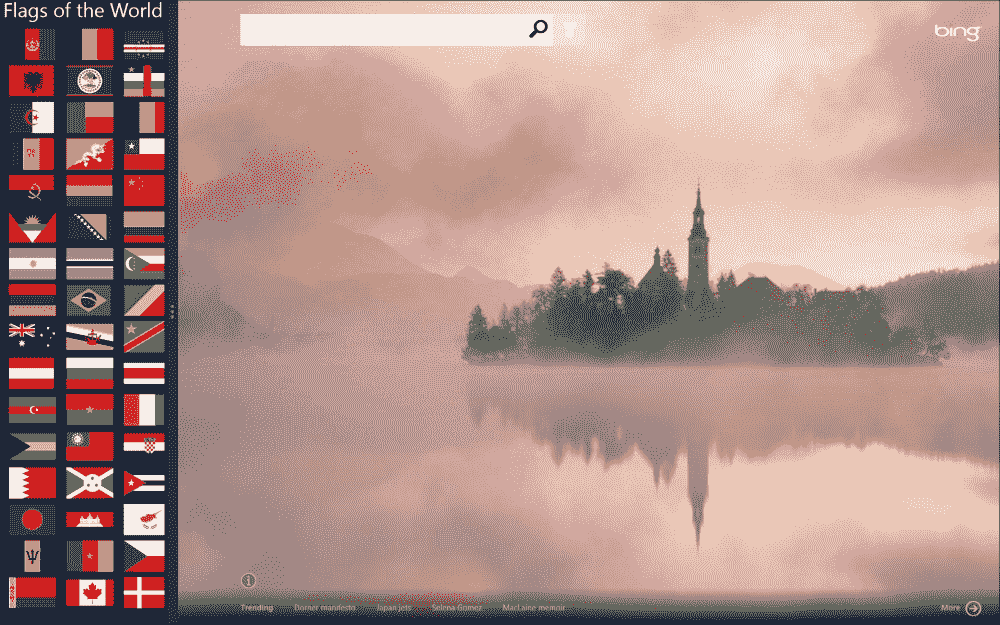 Flags of the World
bing
Trending Dorner manifesto Japan jets Selena Gomez MacLaine memoir More